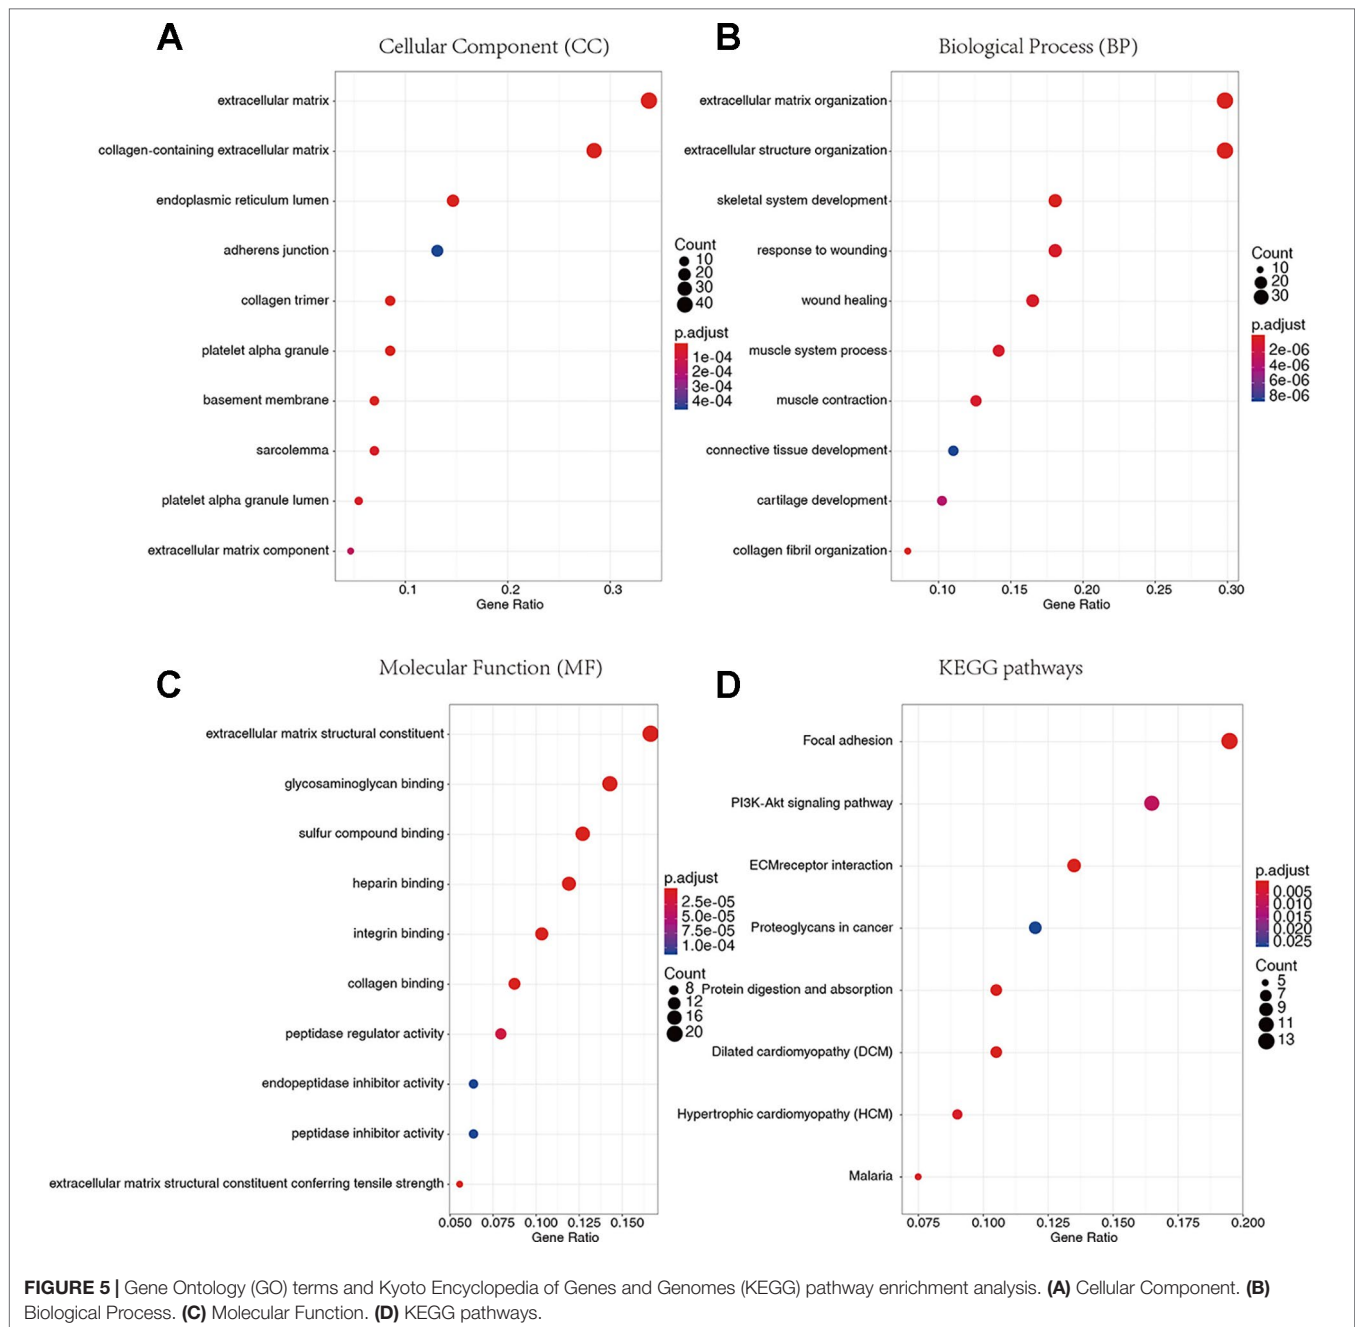 A
Cellular Component (CC)
extracellular matrix
collagen-containing extracellular matrix
endoplasmic reticulum lumen
adherens junction
collagen trimer
platelet alpha granule
basement membrane
sarcolemma
platelet alpha granule lumen
extracellular matrix component
0.1 0.2 0.3
Gene Ratio
Count
10
20
30
40
p.adjust
1e-04
2e-04
3e-04
4e-04
B
Biological Process (BP)
extracellular matrix organization
extracellular structure organization
skeletal system development
response to wounding
wound healing
muscle system process
muscle contraction
connective tissue development
cartilage development
collagen fibril organization
0.10 0.15 0.20 0.25 0.30
Gene Ratio
Count
10
20
30
p.adjust
2e-06
4e-06
6e-06
8e-06
C
Molecular Function (MF)
extracellular matrix structural constituent
glycosaminoglycan binding
sulfur compound binding
heparin binding
integrin binding
collagen binding
peptidase regulator activity
endopeptidase inhibitor activity
peptidase inhibitor activity
extracellular matrix structural constituent conferring tensile strength
0.050 0.075 0.100 0.125 0.150
Gene Ratio
p.adjust
2.5e-05
5.0e-05
7.5e-05
1.0e-04
Count
8
12
16
20
D
KEGG pathways
Focal adhesion
PI3K-Akt signaling pathway
ECMreceptor interaction
Proteoglycans in cancer
Protein digestion and absorption
Dilated cardiomyopathy (DCM)
Hypertrophic cardiomyopathy (HCM)
Malaria
0.075 0.100 0.125 0.150 0.175 0.200
Gene Ratio
p.adjust
0.005
0.010
0.015
0.020
0.025
Count
5
7
9
11
13
FIGURE 5 | Gene Ontology (GO) terms and Kyoto Encyclopedia of Genes and Genomes (KEGG) pathway enrichment analysis. (A) Cellular Component. (B)
Biological Process. (C) Molecular Function. (D) KEGG pathways.